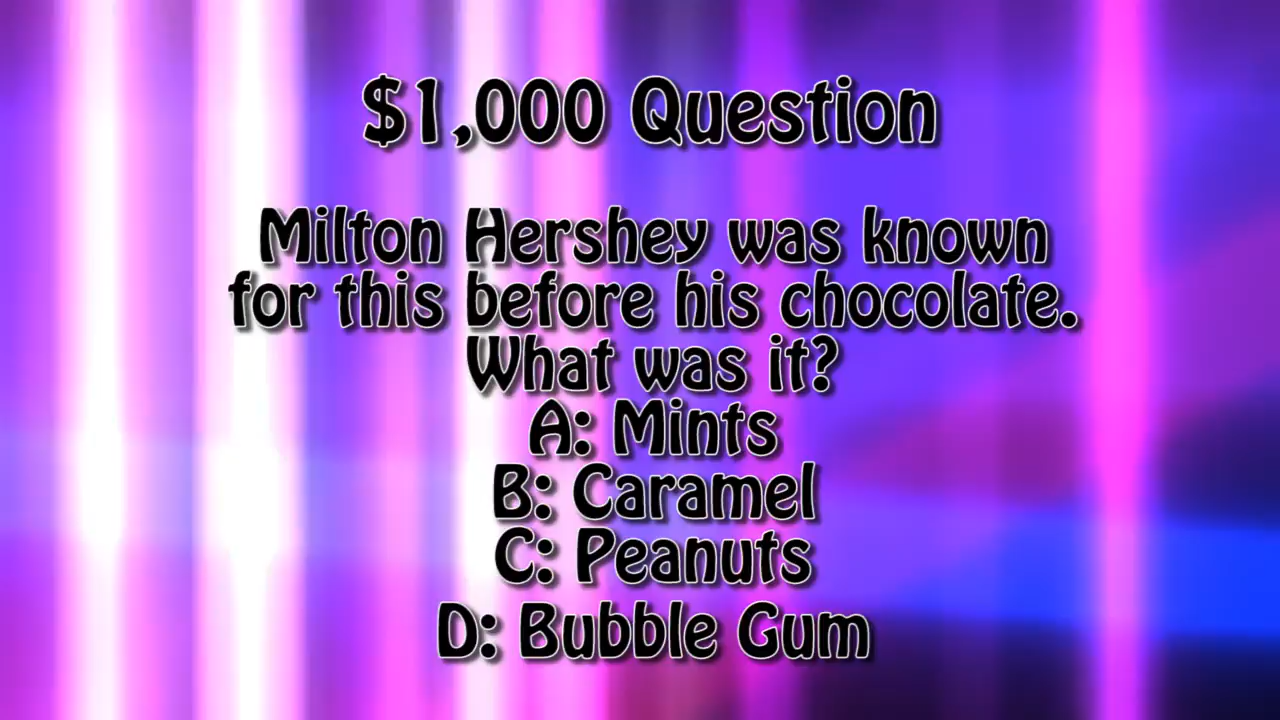 $1,000 Question
Milton Hershey was known
for this before his chocolate.
What was it?
A: Mints
B: Caramel
C: Peanuts
D: Bubble Gum